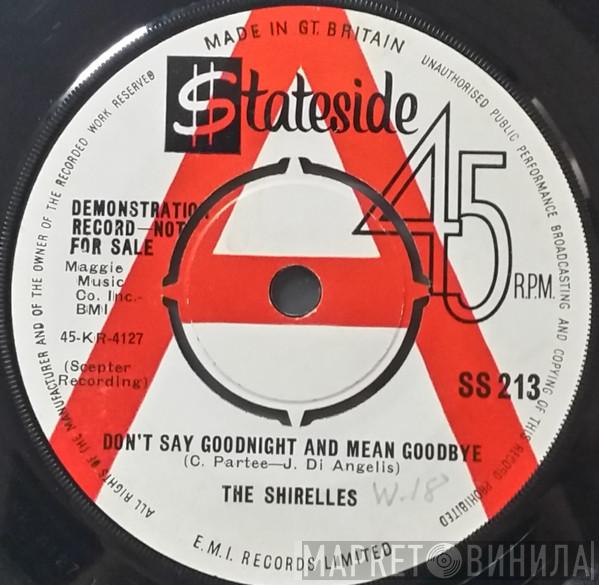 MADE IN GT. BRITAIN
UNAUTHORISED PUBLIC PERFORMANCE BROADCASTING AND COPYING OF THIS RECORD PROHIBITED
ALL RIGHTS OF THE MANUFACTURER AND OF THE OWNER OF THE RECORDED WORK RESERVED
$tateside
45
R.P.M.
DEMONSTRATION
RECORD—NOT
FOR SALE
Maggie
Music
Co. Inc.-
BMI
45-KR-4127
(Scepter
Recording)
SS 213
A
DON'T SAY GOODNIGHT AND MEAN GOODBYE
(C. Partee—J. Di Angelis)
THE SHIRELLES
W.18
E.M.I. RECORDS LIMITED
МАРКЕТ ВИНИЛА